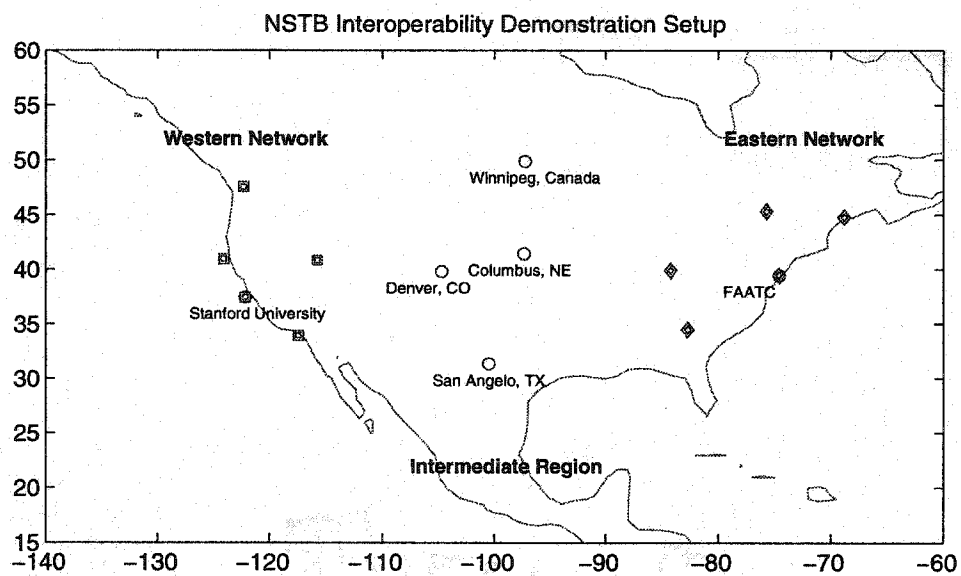 NSTB Interoperability Demonstration Setup
60
55
Western Network
Eastern Network
50
Winnipeg, Canada
45
40
Columbus, NE
Denver, CO
FAATC
35
Stanford University
30
San Angelo, TX
25
20
Intermediate Region
15
-140 -130 -120 -110 -100 -90 -80 -70 -60